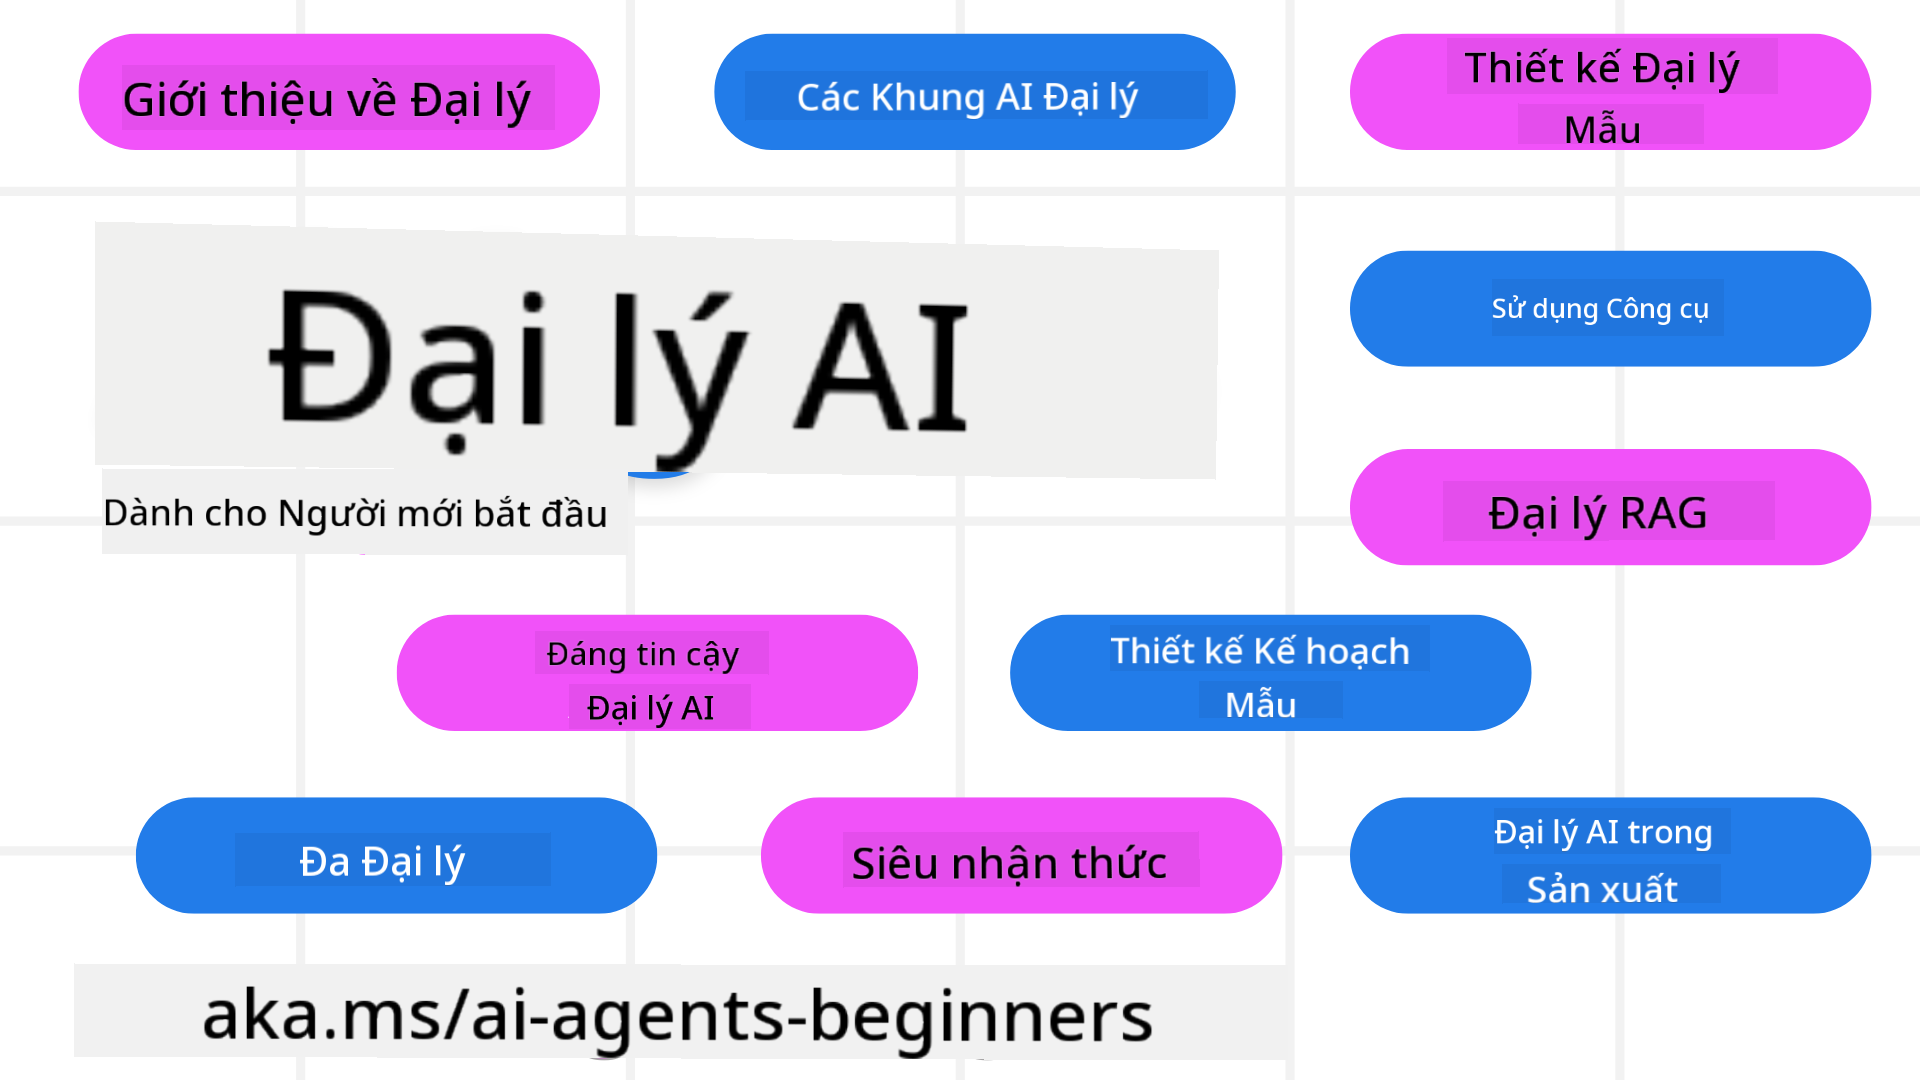 Giới thiệu về Đại lý
Các Khung AI Đại lý
Thiết kế Đại lý
Mẫu
Đại lý AI
Sử dụng Công cụ
Dành cho Người mới bắt đầu
Đại lý RAG
Đáng tin cậy
Đại lý AI
Thiết kế Kế hoạch
Mẫu
Đa Đại lý
Siêu nhận thức
Đại lý AI trong
Sản xuất
aka.ms/ai-agents-beginners